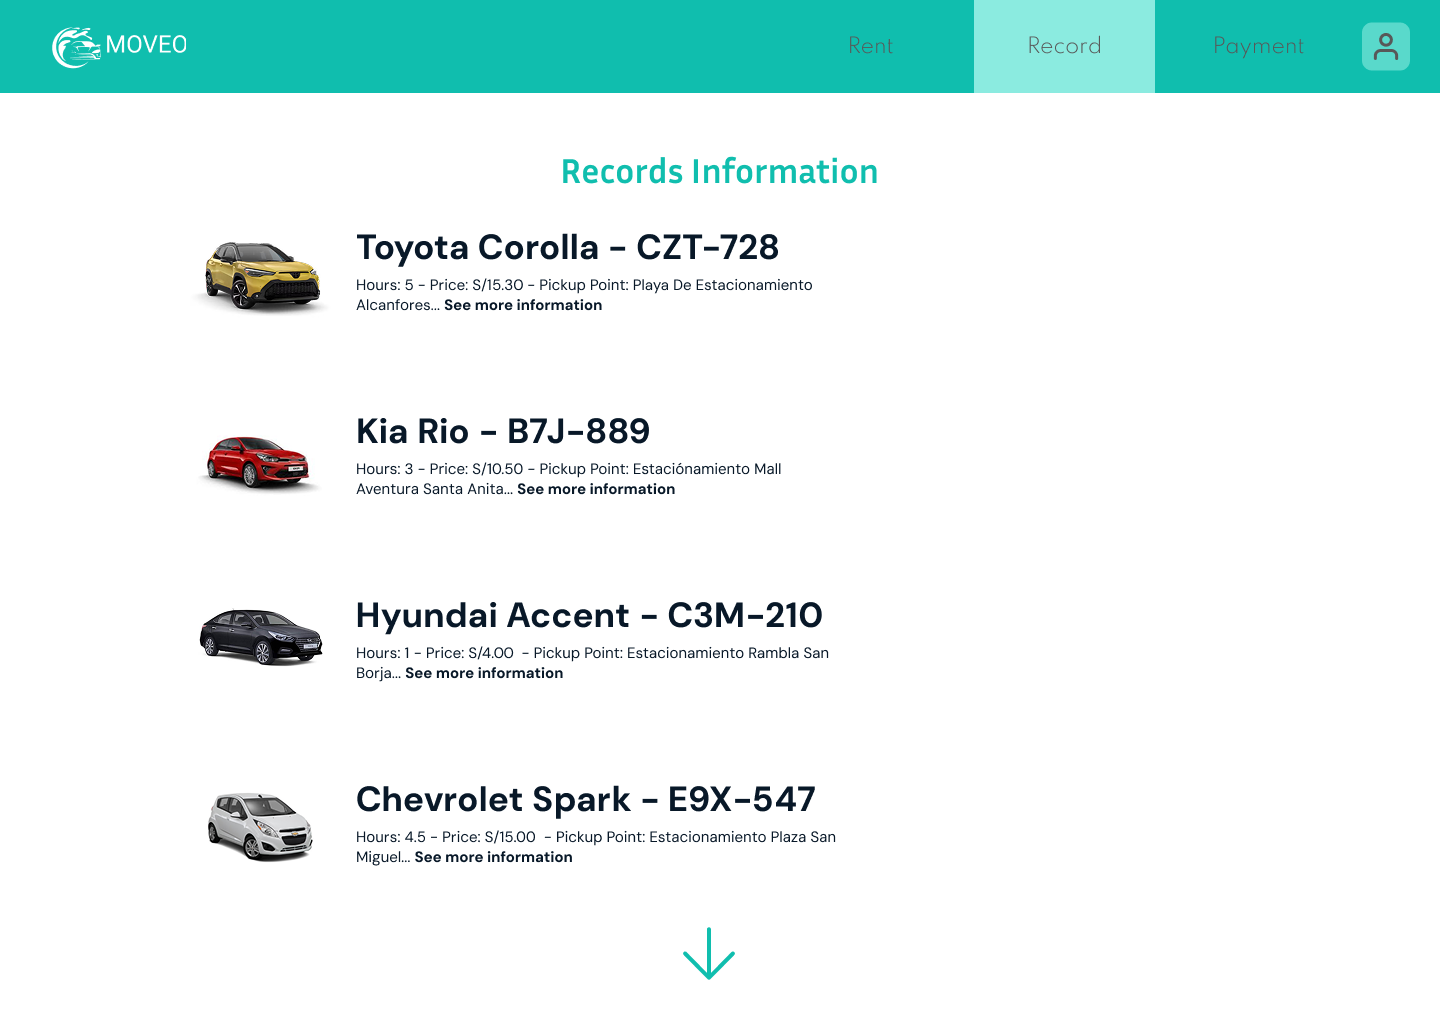 MOVEO
Rent
Record
Payment
Records Information
Toyota Corolla - CZT-728
Hours: 5 - Price: S/15.30 - Pickup Point: Playa De Estacionamiento
Alcanfores... See more information
Kia Rio - B7J-889
Hours: 3 - Price: S/10.50 - Pickup Point: Estaciónamiento Mall
Aventura Santa Anita... See more information
Hyundai Accent - C3M-210
Hours: 1 - Price: S/4.00  - Pickup Point: Estacionamiento Rambla San
Borja... See more information
Chevrolet Spark - E9X-547
Hours: 4.5 - Price: S/15.00  - Pickup Point: Estacionamiento Plaza San
Miguel... See more information